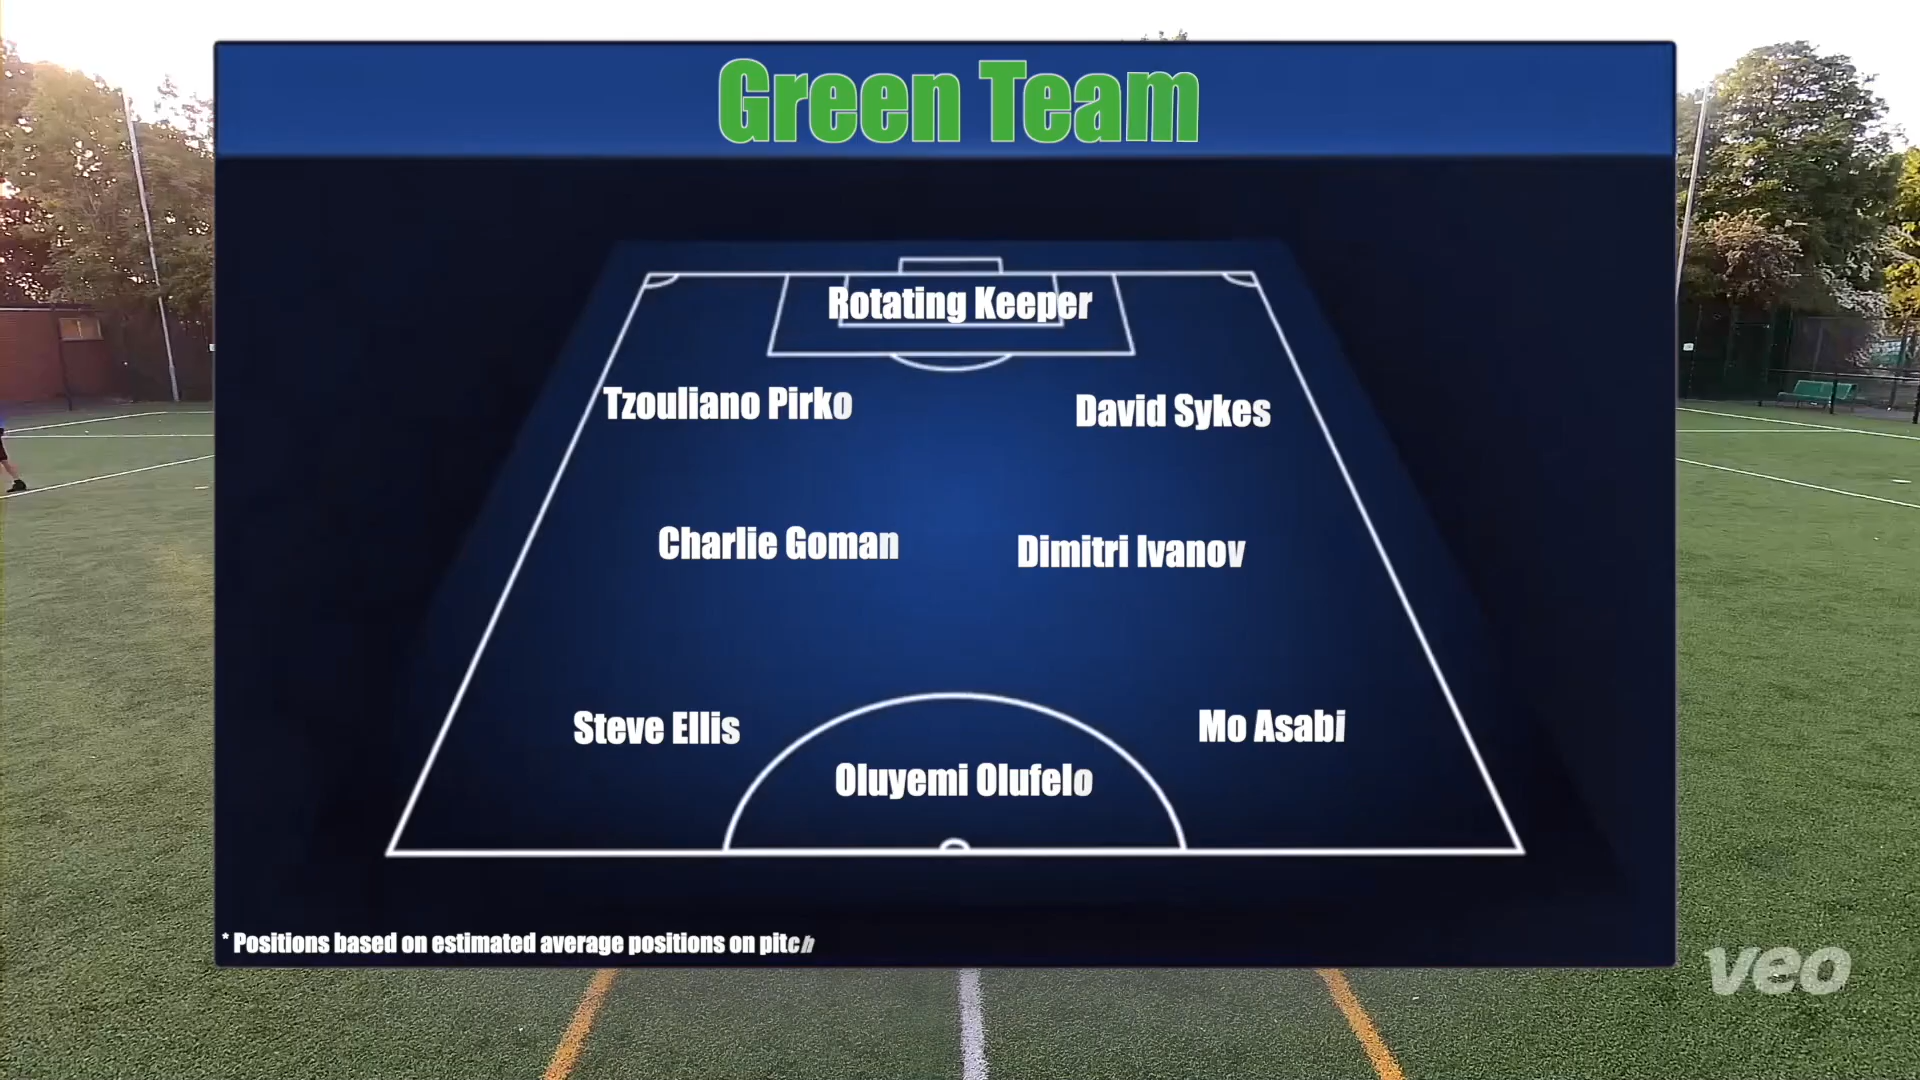 Green Team
Rotating Keeper
Tzouliano Pirko
David Sykes
Charlie Goman
Dimitri Ivanov
Steve Ellis
Mo Asabi
Oluyemi Olufelo
* Positions based on estimated average positions on pitch
veo